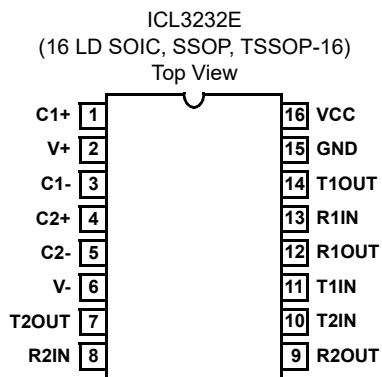 ICL3232E
(16 LD SOIC, SSOP, TSSOP-16)
Top View
C1+ 1 16 VCC
V+ 2 15 GND
C1- 3 14 T1OUT
C2+ 4 13 R1IN
C2- 5 12 R1OUT
V- 6 11 T1IN
T2OUT 7 10 T2IN
R2IN 8 9 R2OUT